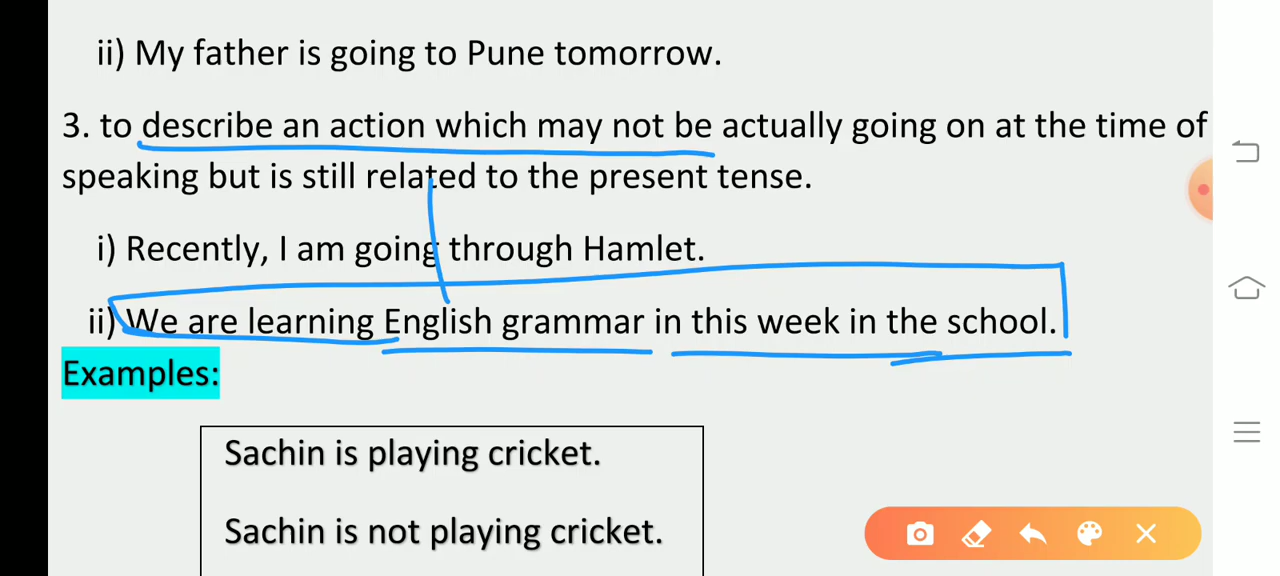 ii) My father is going to Pune tomorrow.
3. to describe an action which may not be actually going on at the time of
speaking but is still related to the present tense.
i) Recently, I am going through Hamlet.
ii) We are learning English grammar in this week in the school.
Examples:
Sachin is playing cricket.
Sachin is not playing cricket.